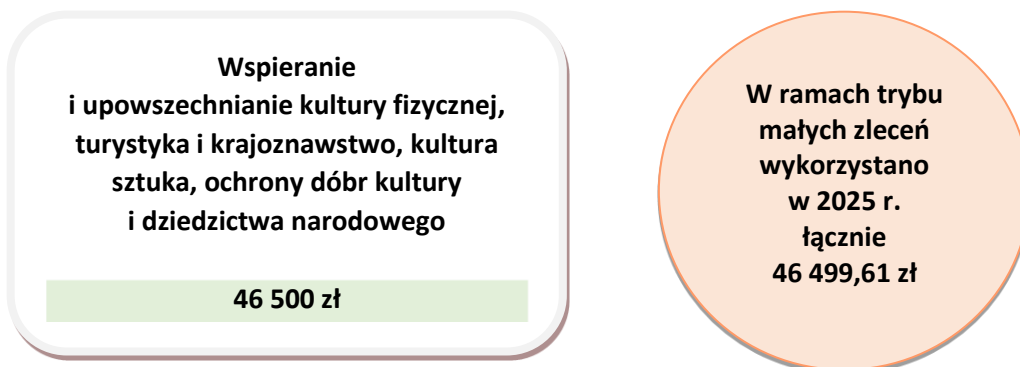 Wspieranie
i upowszechnianie kultury fizycznej,
turystyka i krajoznawstwo, kultura
sztuka, ochrony dóbr kultury
i dziedzictwa narodowego
46 500 zł
W ramach trybu
małych zleceń
wykorzystano
w 2025 r.
łącznie
46 499,61 zł